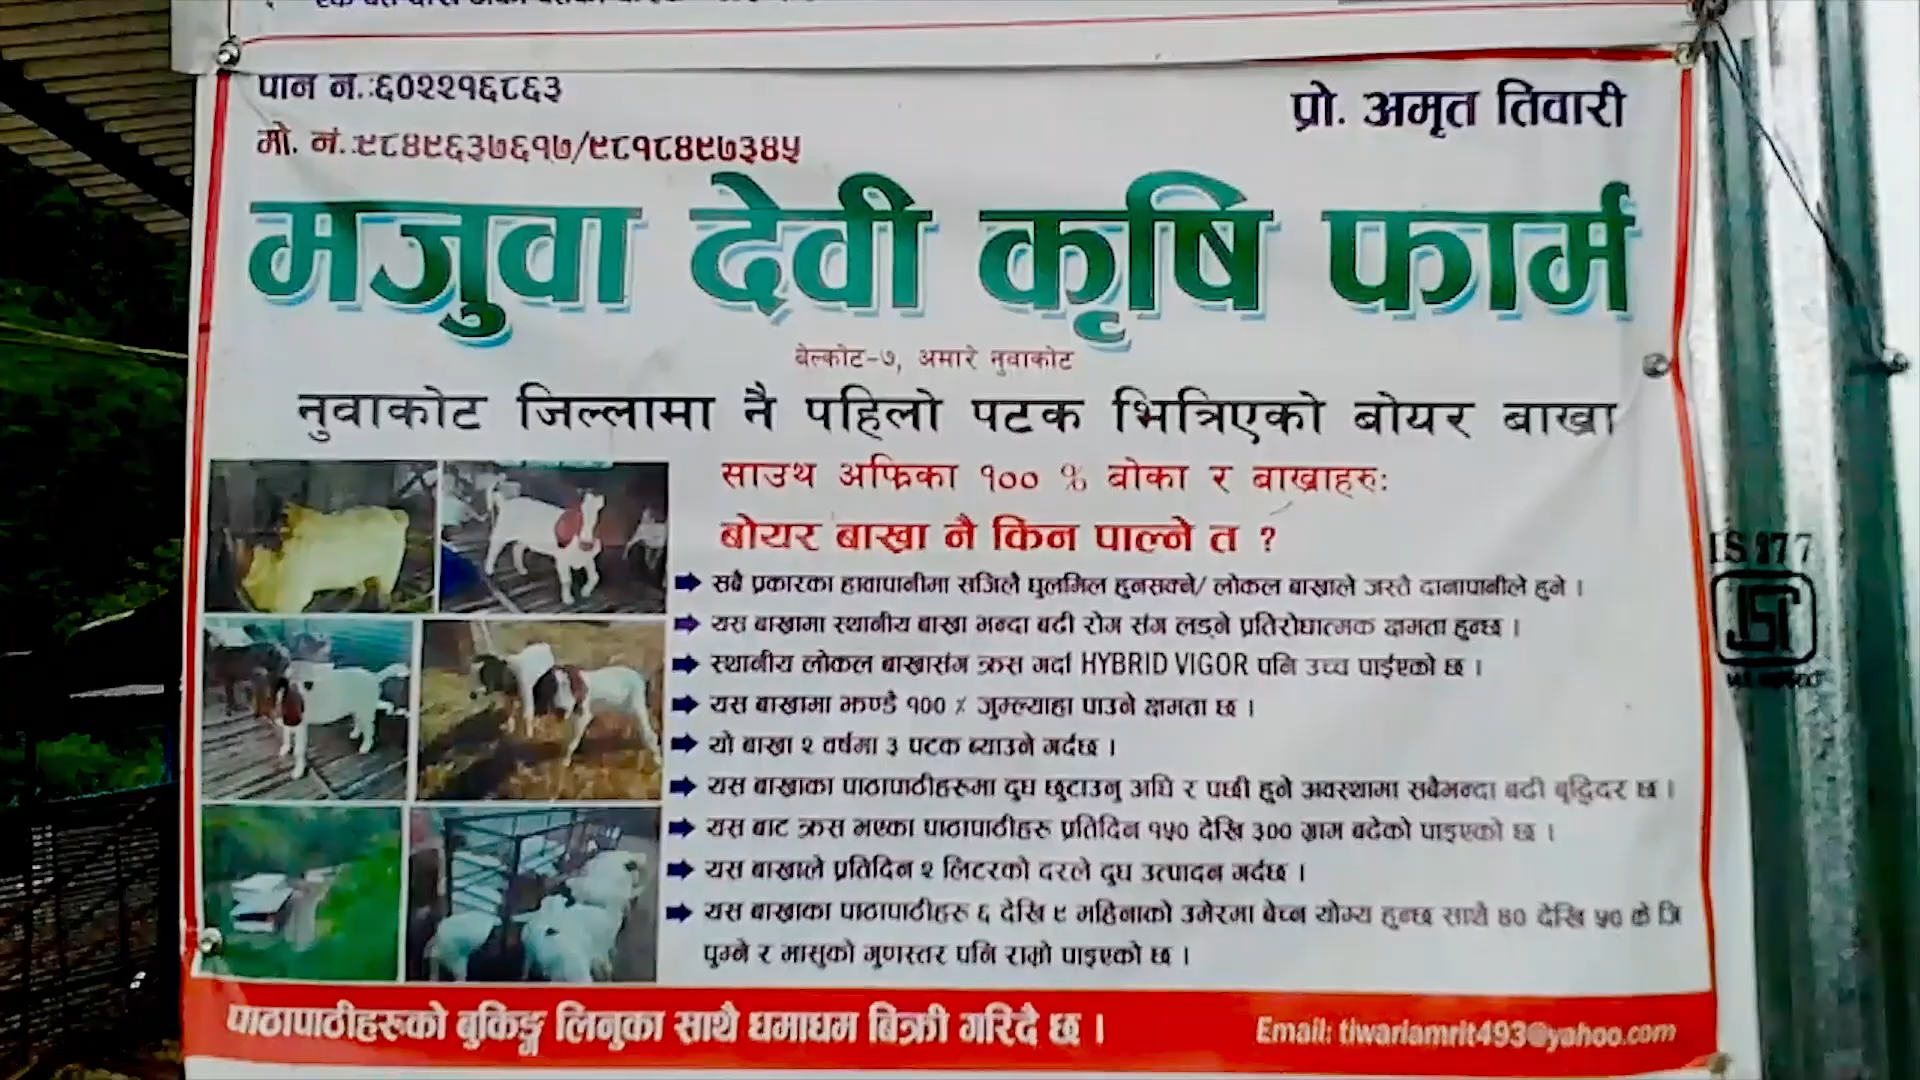 पान नं.:६०२२१६८६३
प्रो. अमृत तिवारी
मो. नं.:९८४९६३७६१७/९८१८४९७३४५
मजुवा देवी कृषि फार्म
बेल्कोट-७, अमारे नुवाकोट
नुवाकोट जिल्लामा नै पहिलो पटक भित्रिएको बोयर बाख्रा
साउथ अफ्रिका १०० % बोका र बाख्राहरु:
बोयर बाख्रा नै किन पाल्ने त ?
सबै प्रकारका हावापानीमा सजिलै घुलमिल हुनसक्ने/ लोकल बाख्राले जस्तै दानापानीले हुने ।
यस बाख्रामा स्थानीय बाख्रा भन्दा बढी रोग संग लड्ने प्रतिरोधात्मक क्षमता हुन्छ ।
स्थानीय लोकल बाख्रासंग क्रस गर्दा HYBRID VIGOR पनि उच्च पाईएको छ ।
यस बाख्रामा झण्डै १०० % जुम्ल्याहा पाउने क्षमता छ ।
यो बाख्रा २ वर्षमा ३ पटक ब्याउने गर्दछ ।
यस बाख्राका पाठापाठीहरुमा दुध छुटाउनु अघि र पछी हुने अवस्थामा सबैभन्दा बढी बृद्धिदर छ ।
यस बाट क्रस भएका पाठापाठीहरु प्रतिदिन १५० देखि ३०० ग्राम बढेको पाइएको छ ।
यस बाख्राले प्रतिदिन २ लिटरको दरले दुध उत्पादन गर्दछ ।
यस बाख्राका पाठापाठीहरु ६ देखि ९ महिनाको उमेरमा बेच्न योग्य हुन्छ साथै ४० देखि ५० के जि
पुग्ने र मासुको गुणस्तर पनि राम्रो पाइएको छ ।
पाठापाठीहरुको बुकिङ्ग लिनुका साथै धमाधम बिक्री गरिदै छ ।
Email: tiwariamrit493@yahoo.com
IS 277